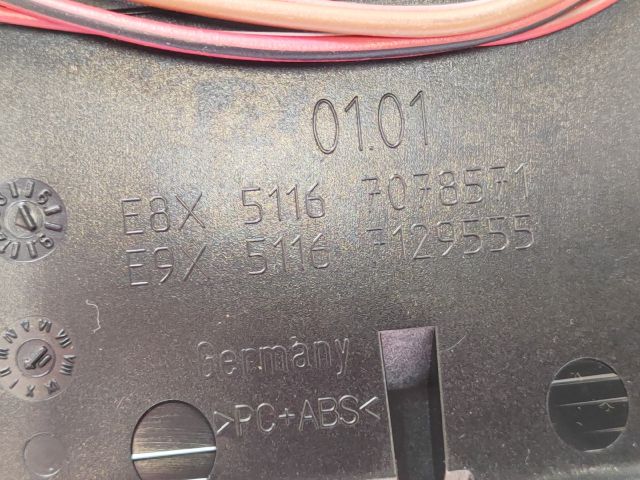 01.01
E8X 5116 7078571
E9X 5116 7129555
Germany
>PC+ABS<